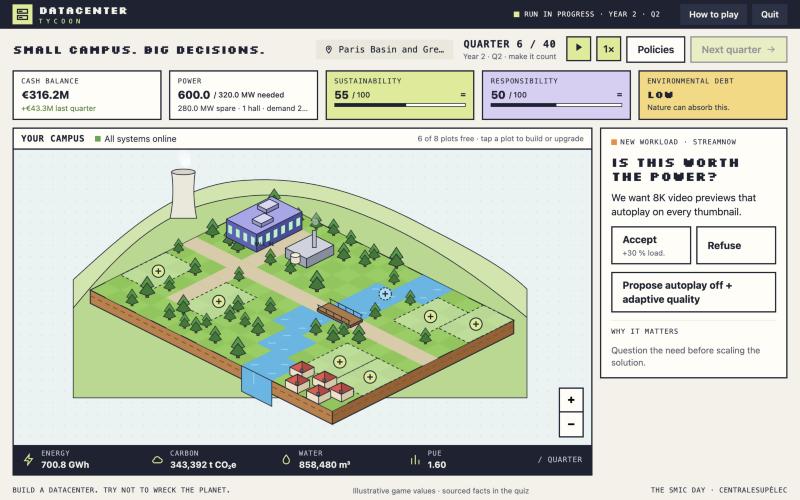 DATACENTER
TYCOON
RUN IN PROGRESS · YEAR 2 · Q2
How to play
Quit
SMALL CAMPUS. BIG DECISIONS.
Paris Basin and Gre…
QUARTER 6 / 40
Year 2 · Q2 · make it count
1×
Policies
Next quarter →
CASH BALANCE
€316.2M
+€43.3M last quarter
POWER
600.0 / 320.0 MW needed
280.0 MW spare · 1 hall · demand 2…
SUSTAINABILITY
55 / 100 =
RESPONSIBILITY
50 / 100 =
ENVIRONMENTAL DEBT
LOW
Nature can absorb this.
YOUR CAMPUS
All systems online
6 of 8 plots free · tap a plot to build or upgrade
+
−
ENERGY
700.8 GWh
CARBON
343,392 t CO₂e
WATER
858,480 m³
PUE
1.60
/ QUARTER
NEW WORKLOAD · STREAMNOW
IS THIS WORTH
THE POWER?
We want 8K video previews that
autoplay on every thumbnail.
Accept
+30 % load.
Refuse
Propose autoplay off +
adaptive quality
WHY IT MATTERS
Question the need before scaling the
solution.
BUILD A DATACENTER. TRY NOT TO WRECK THE PLANET.
Illustrative game values · sourced facts in the quiz
THE SMIC DAY · CENTRALESUPÉLEC